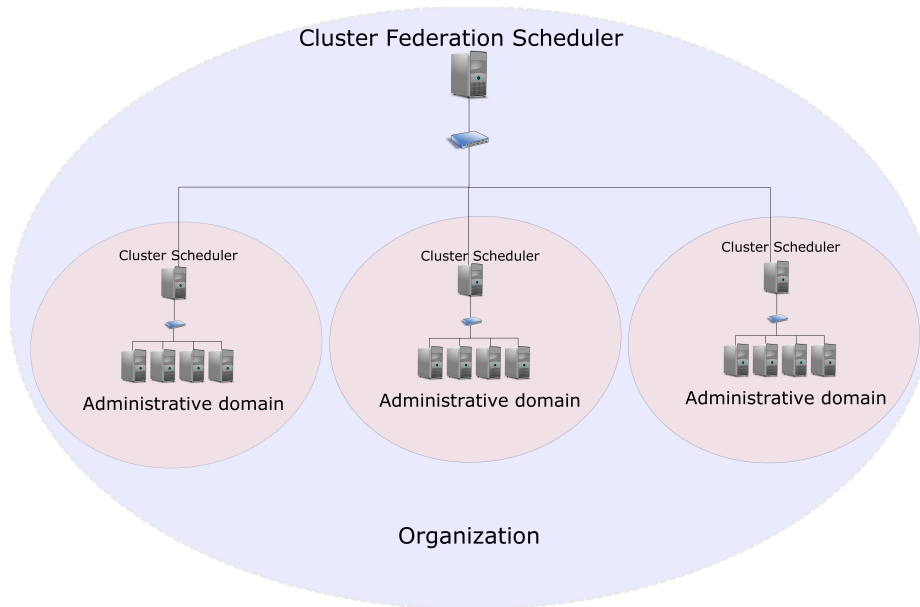 Cluster Federation Scheduler
Cluster Scheduler
Cluster Scheduler
Cluster Scheduler
Administrative domain
Administrative domain
Administrative domain
Organization